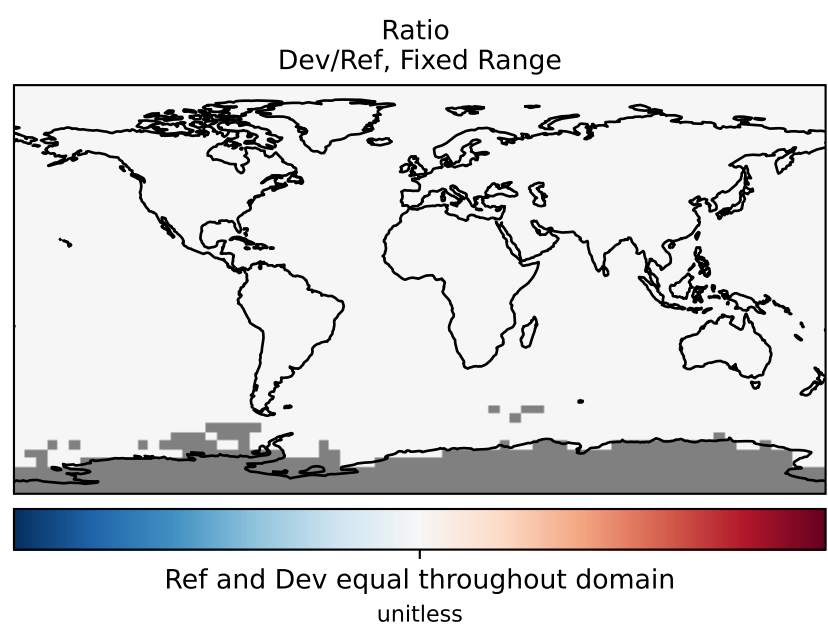 Ratio
Dev/Ref, Fixed Range
Ref and Dev equal throughout domain
unitless